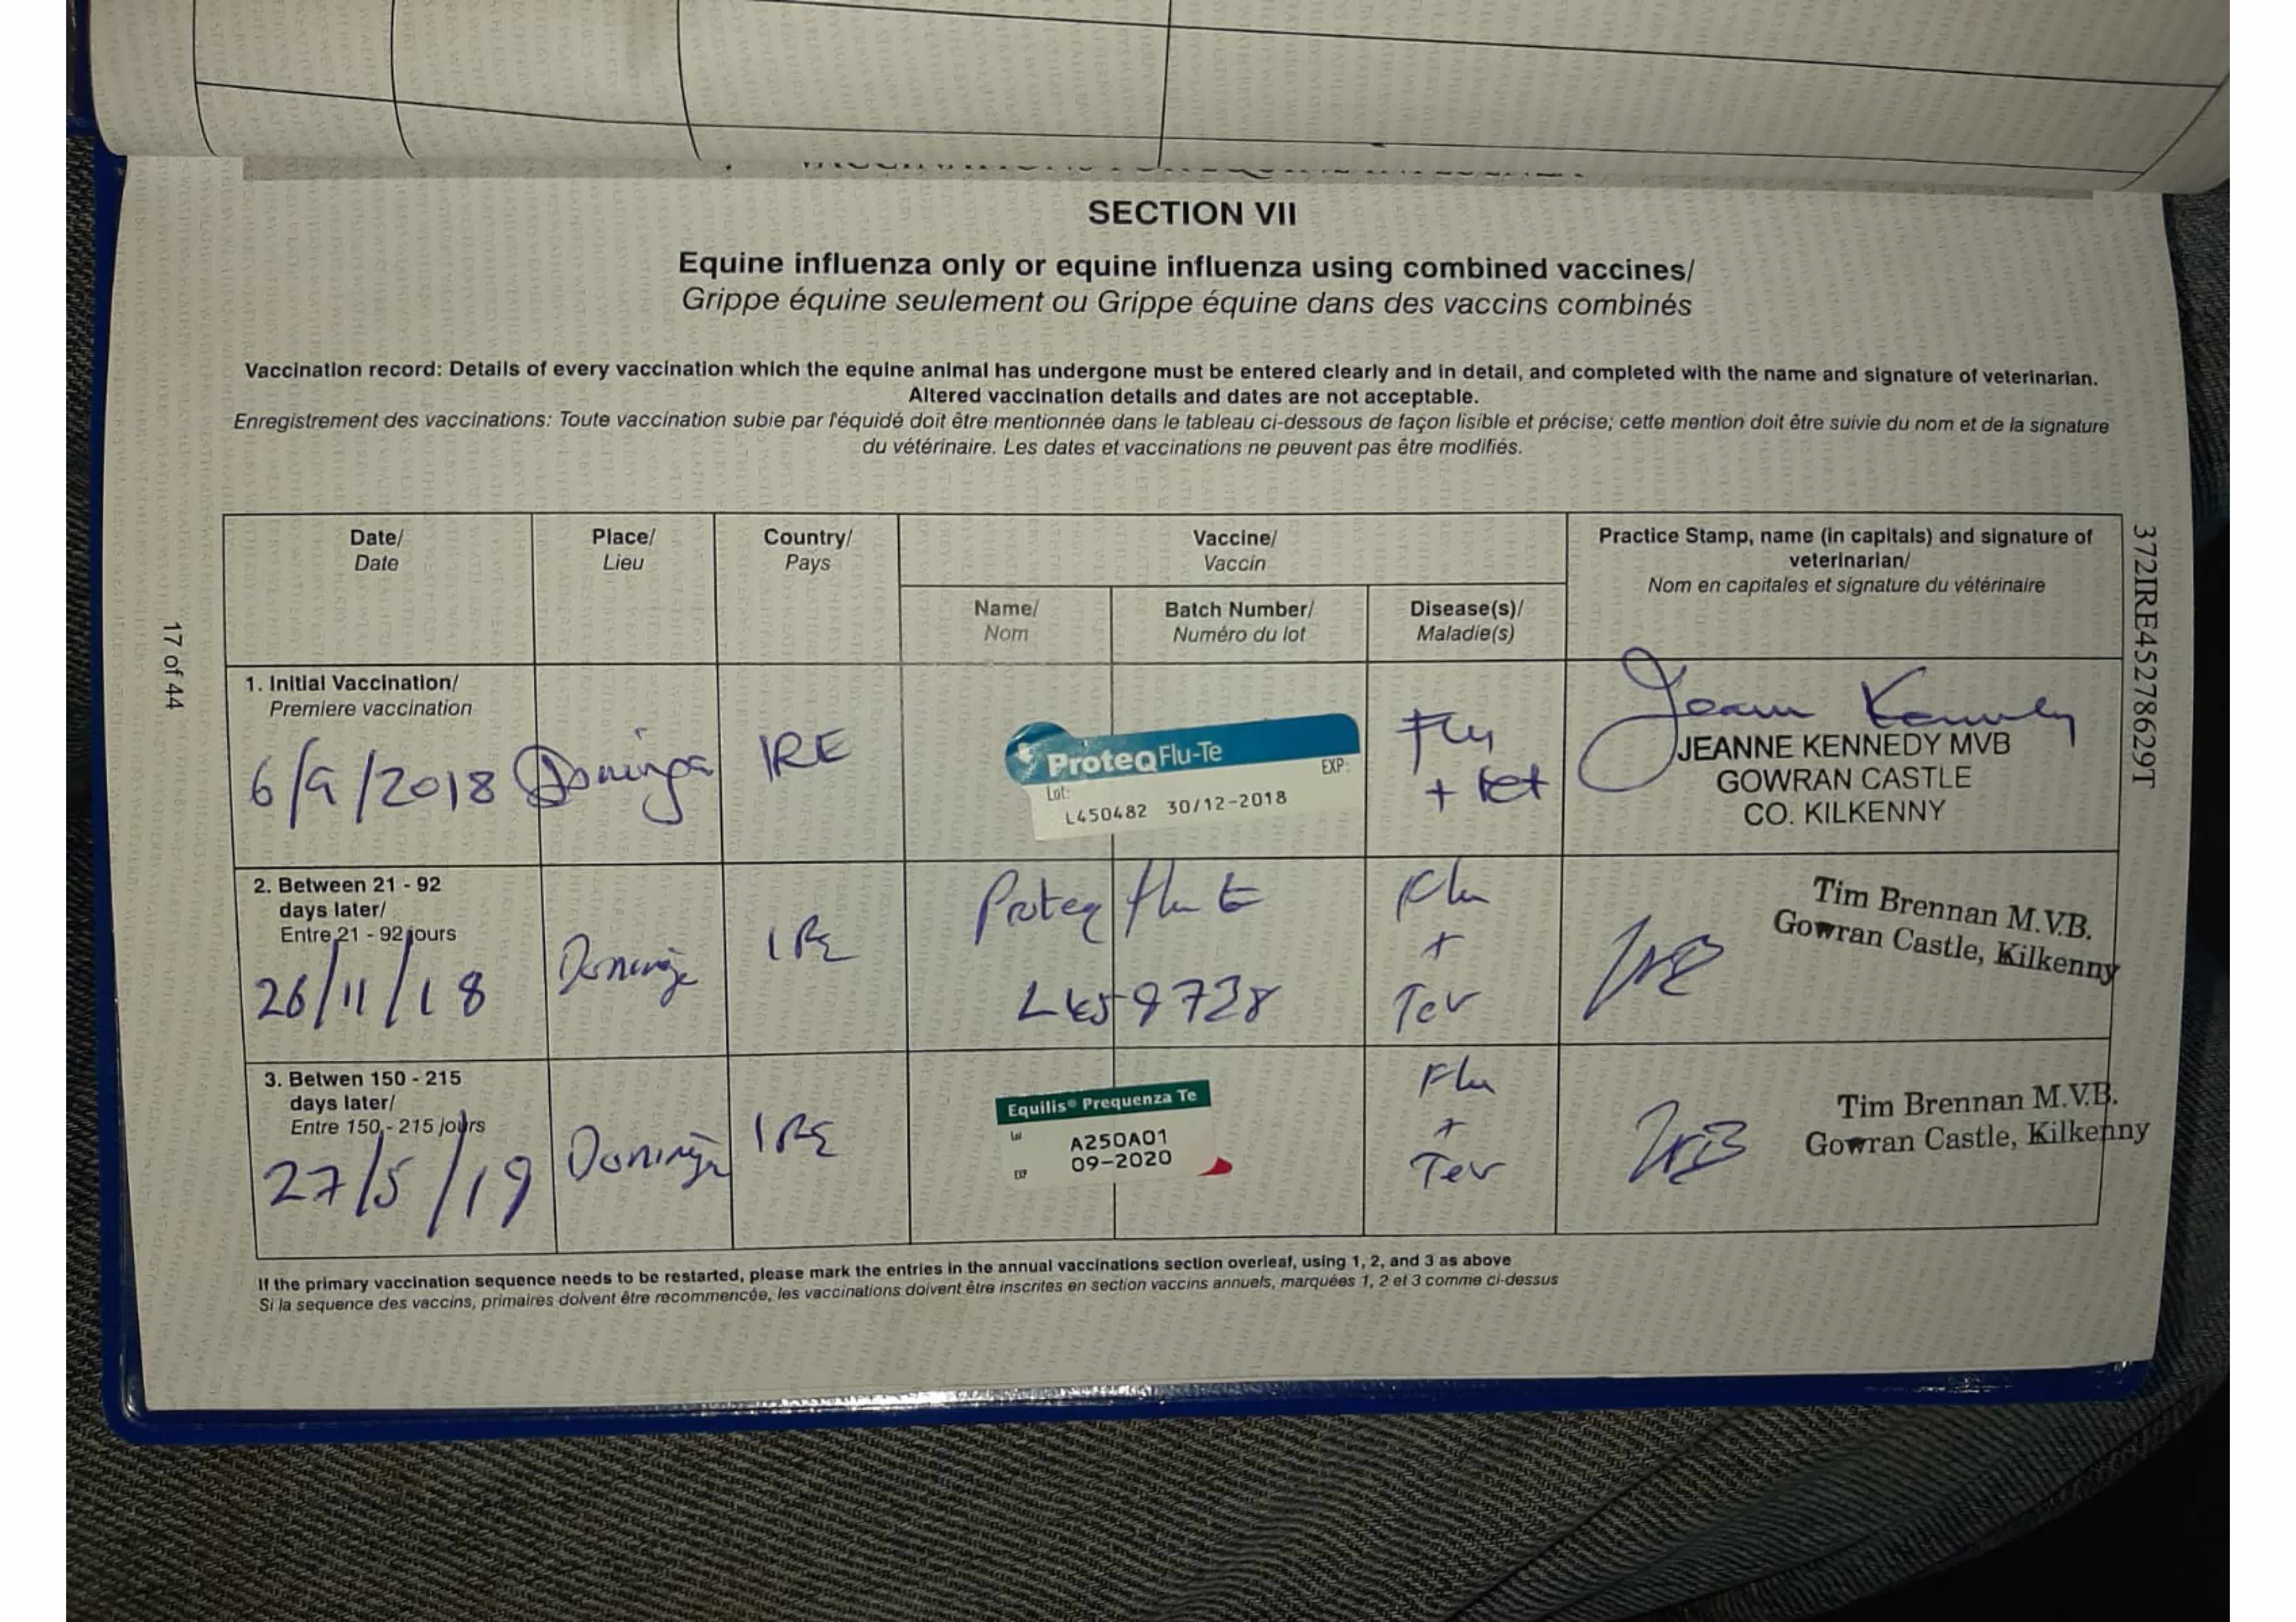 SECTION VII
Equine influenza only or equine influenza using combined vaccines/
Grippe équine seulement ou Grippe équine dans des vaccins combinés
Vaccination record: Details of every vaccination which the equine animal has undergone must be entered clearly and in detail, and completed with the name and signature of veterinarian.
Altered vaccination details and dates are not acceptable.
Enregistrement des vaccinations: Toute vaccination subie par l'équidé doit être mentionnée dans le tableau ci-dessous de façon lisible et précise; cette mention doit être suivie du nom et de la signature
du vétérinaire. Les dates et vaccinations ne peuvent pas être modifiés.
Date/
Date
Place/
Lieu
Country/
Pays
Vaccine/
Vaccin
Name/
Nom
Batch Number/
Numéro du lot
Disease(s)/
Maladie(s)
Practice Stamp, name (in capitals) and signature of
veterinarian/
Nom en capitales et signature du vétérinaire
1. Initial Vaccination/
Premiere vaccination
6/9/2018
IRE
ProteqFlu-Te
Lot:
EXP:
L450482 30/12-2018
Flu
+ tet
JEANNE KENNEDY MVB
GOWRAN CASTLE
CO. KILKENNY
2. Between 21 - 92
days later/
Entre 21 - 92 jours
26/11/18
IRE
Proteq flu te
Flu
+
Tim Brennan M.V.B.
Gowran Castle, Kilkenny
3. Betwen 150 - 215
days later/
Entre 150 - 215 jours
27/5/19
IRE
Equilis® Prequenza Te
Lot
A250A01
EXP
09-2020
Flu
+
Tim Brennan M.V.B.
Gowran Castle, Kilkenny
If the primary vaccination sequence needs to be restarted, please mark the entries in the annual vaccinations section overleaf, using 1, 2, and 3 as above
Si la sequence des vaccins, primaires doivent être recommencée, les vaccinations doivent être inscrites en section vaccins annuels, marquées 1, 2 et 3 comme ci-dessus
17 of 44
372IRE45278629T